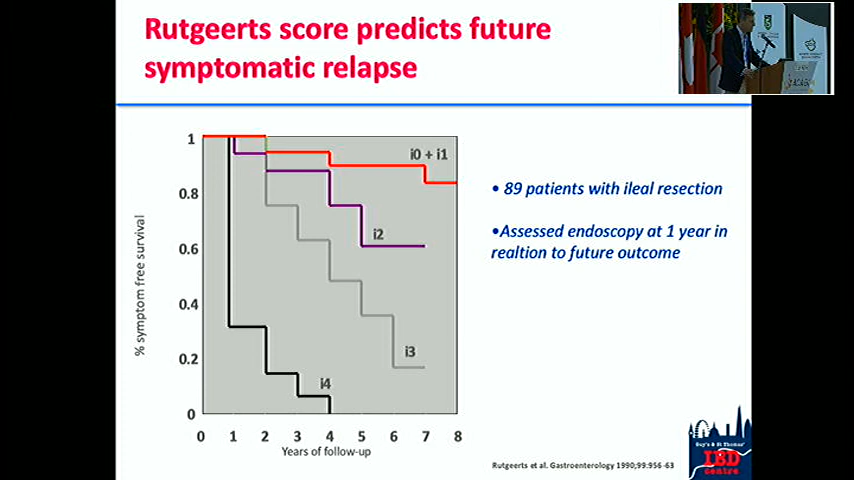 Rutgeerts score predicts future
symptomatic relapse
% symptom free survival
1
0.8
0.6
0.4
0.2
0
i0 + i1
i2
i3
i4
0 1 2 3 4 5 6 7 8
Years of follow-up
• 89 patients with ileal resection
•Assessed endoscopy at 1 year in
realtion to future outcome
Guy's & St Thomas'
IBD
centre
Rutgeerts et al. Gastroenterology 1990;99:956-63